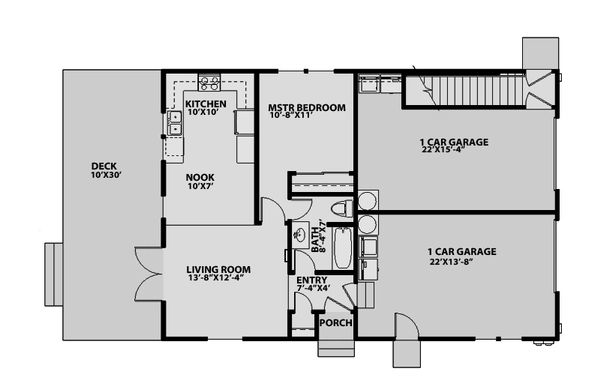 KITCHEN
10'X10'
MSTR BEDROOM
10'-8"X11'
1 CAR GARAGE
22'X15'-4"
DECK
10'X30'
NOOK
10'X7'
BATH
8'-4"X7'
LIVING ROOM
13'-8"X12'-4"
1 CAR GARAGE
22'X13'-8"
ENTRY
7'-4"X4'
PORCH